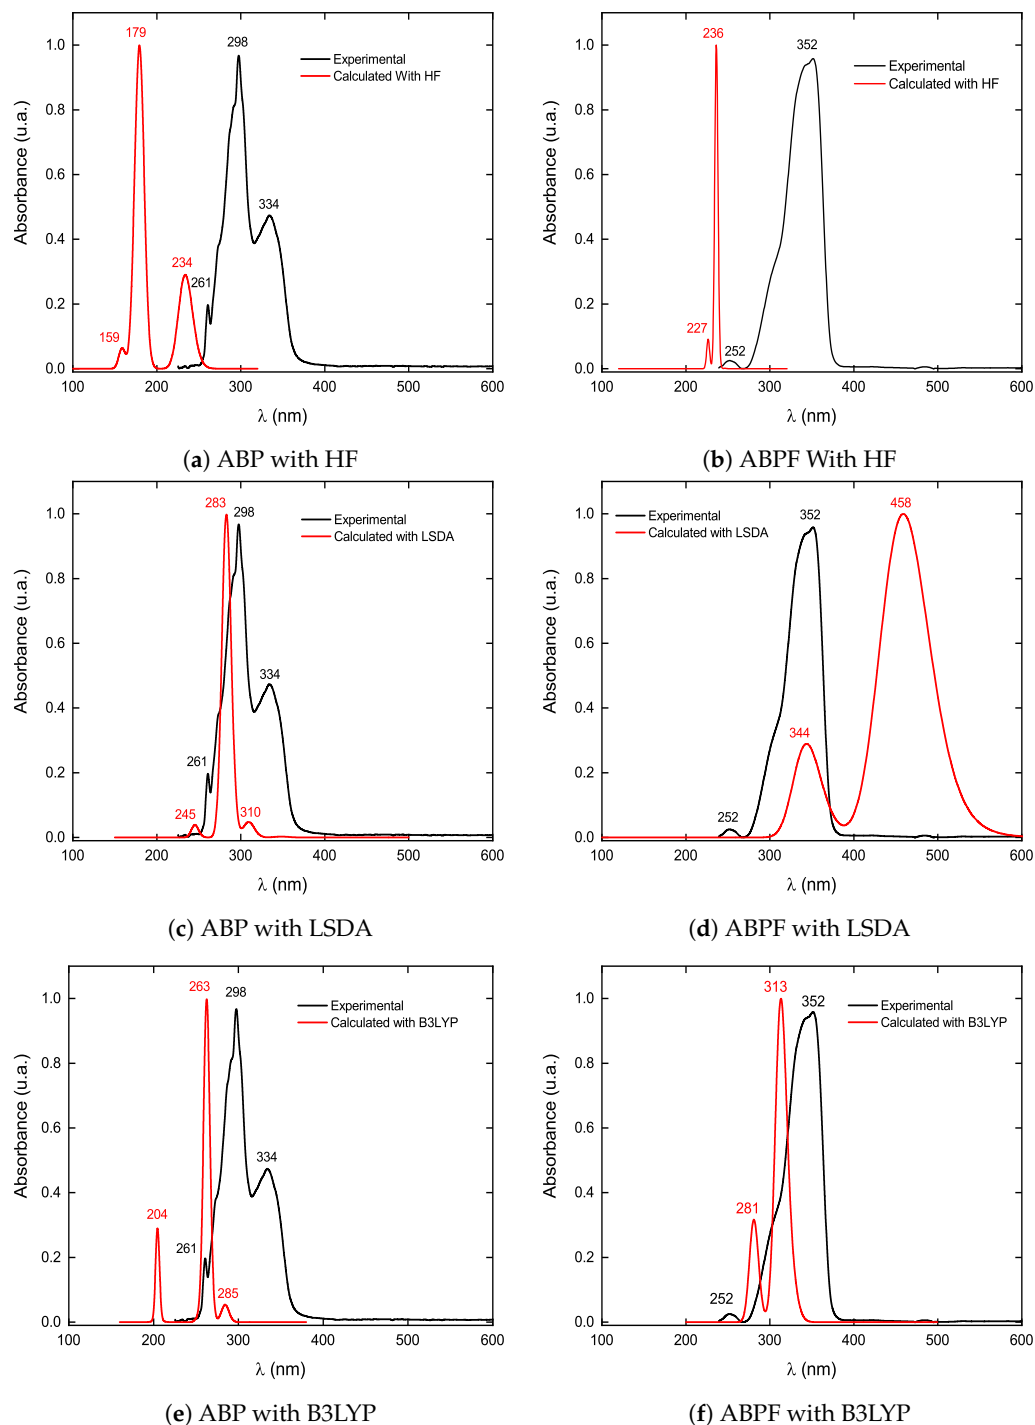 179
298
Experimental
Calculated With HF
334
234
261
159
1.0
0.8
0.6
0.4
0.2
0.0
Absorbance (u.a.)
100 200 300 400 500 600
λ (nm)
(a) ABP with HF
236
352
Experimental
Calculated with HF
227
252
1.0
0.8
0.6
0.4
0.2
0.0
Absorbance (u.a.)
100 200 300 400 500 600
λ (nm)
(b) ABPF With HF
283
298
Experimental
Calculated with LSDA
334
261
245
310
1.0
0.8
0.6
0.4
0.2
0.0
Absorbance (u.a.)
100 200 300 400 500 600
λ (nm)
(c) ABP with LSDA
458
352
Experimental
Calculated with LSDA
344
252
1.0
0.8
0.6
0.4
0.2
0.0
Absorbance (u.a.)
100 200 300 400 500 600
λ (nm)
(d) ABPF with LSDA
263
298
Experimental
Calculated with B3LYP
334
204
261
285
1.0
0.8
0.6
0.4
0.2
0.0
Absorbance (u.a.)
100 200 300 400 500 600
λ (nm)
(e) ABP with B3LYP
313
352
Experimental
Calculated with B3LYP
281
252
1.0
0.8
0.6
0.4
0.2
0.0
Absorbance (u.a.)
100 200 300 400 500 600
λ (nm)
(f) ABPF with B3LYP